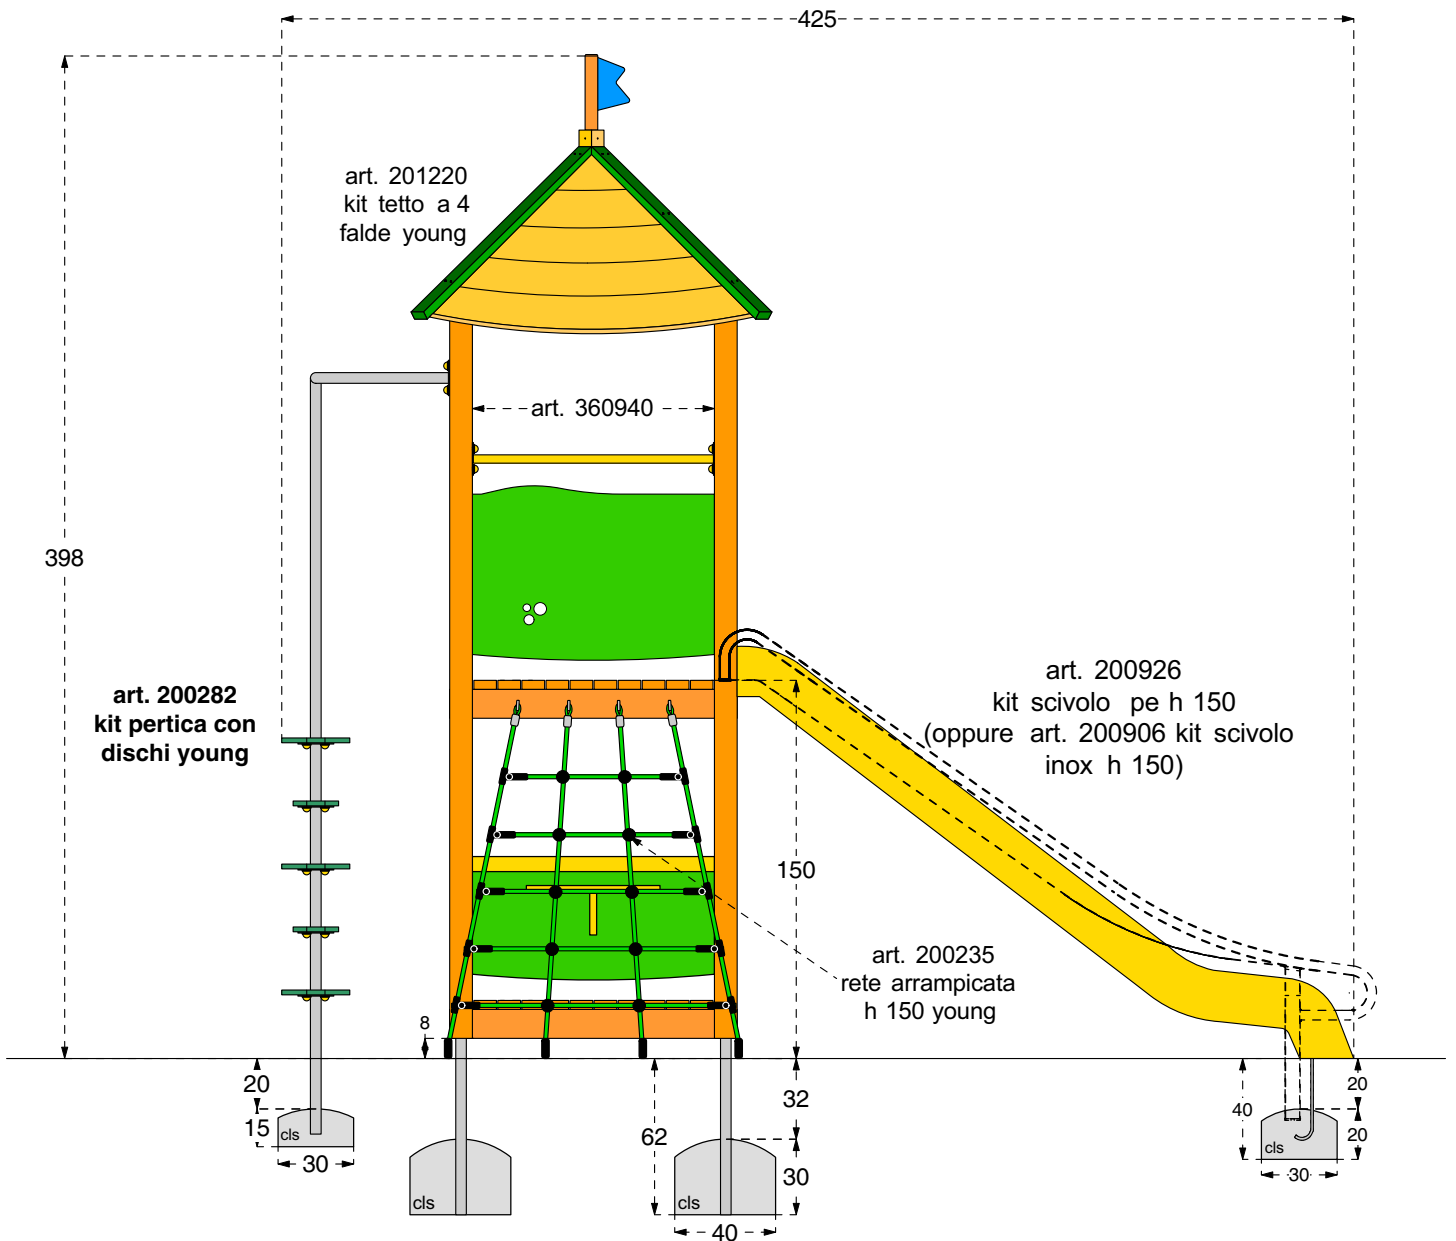 425
art. 201220
kit tetto a 4
falde young
art. 360940
398
art. 200282
kit pertica con
dischi young
art. 200926
kit scivolo pe h 150
(oppure art. 200906 kit scivolo
inox h 150)
150
art. 200235
rete arrampicata
h 150 young
8
20
15
cls
30
62
cls
32
30
cls
40
40
20
20
cls
30